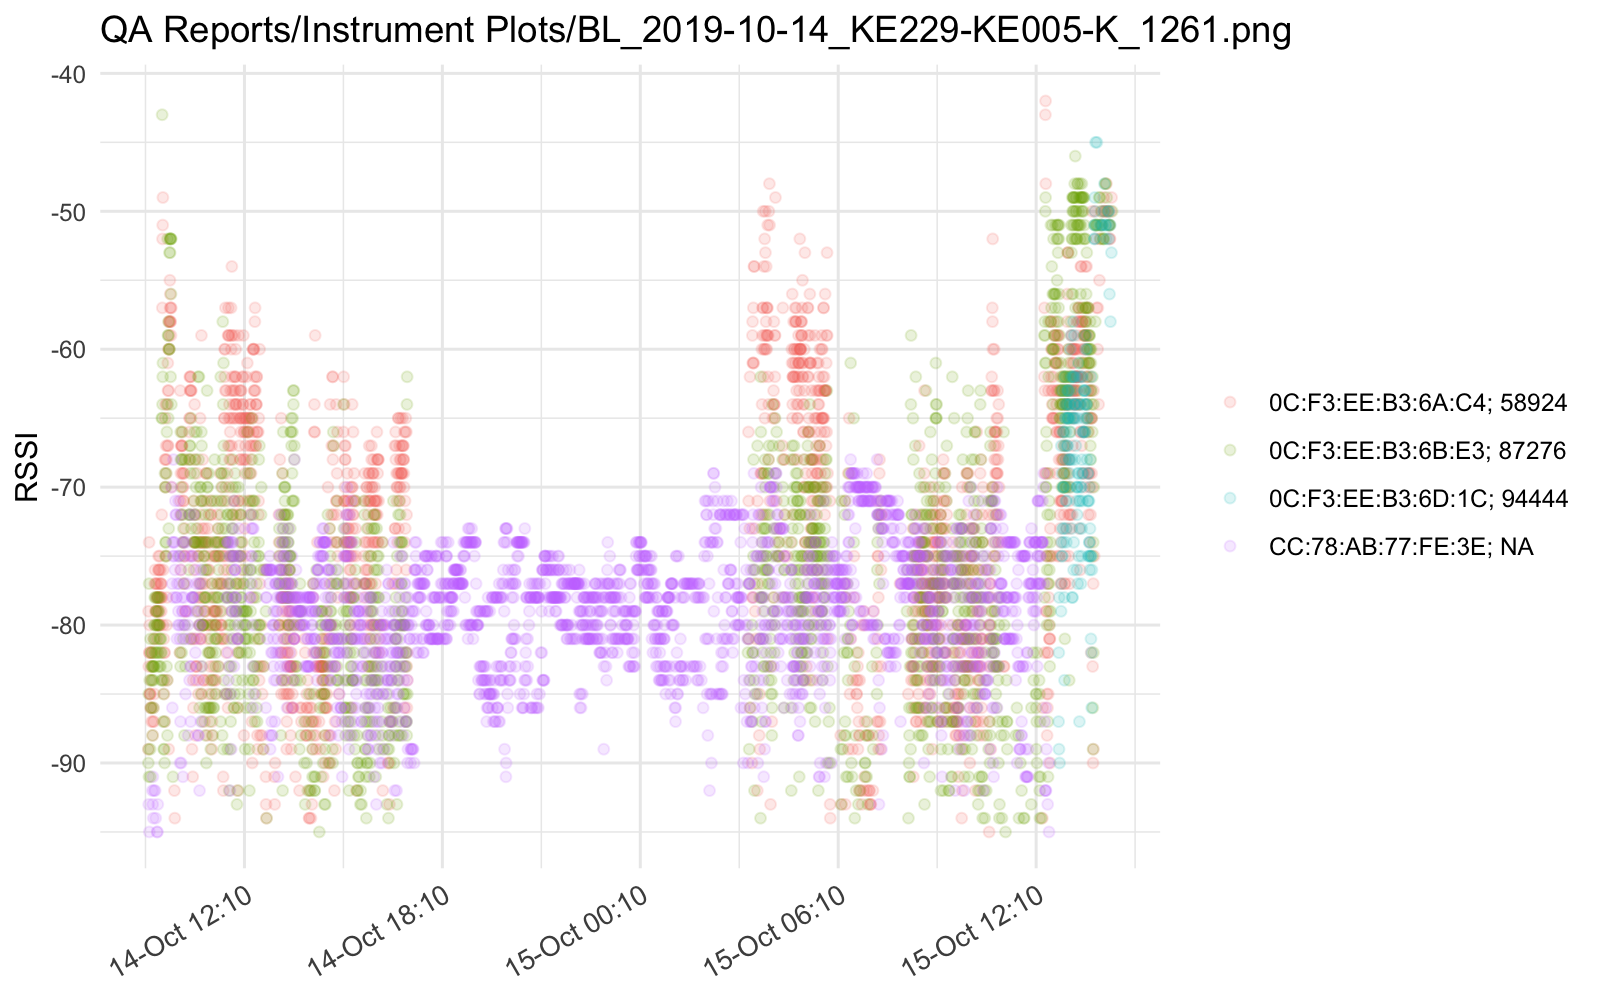 QA Reports/Instrument Plots/BL_2019-10-14_KE229-KE005-K_1261.png
-40
-50
-60
-70
-80
-90
RSSI
14-Oct 12:10
14-Oct 18:10
15-Oct 00:10
15-Oct 06:10
15-Oct 12:10
0C:F3:EE:B3:6A:C4; 58924
0C:F3:EE:B3:6B:E3; 87276
0C:F3:EE:B3:6D:1C; 94444
CC:78:AB:77:FE:3E; NA